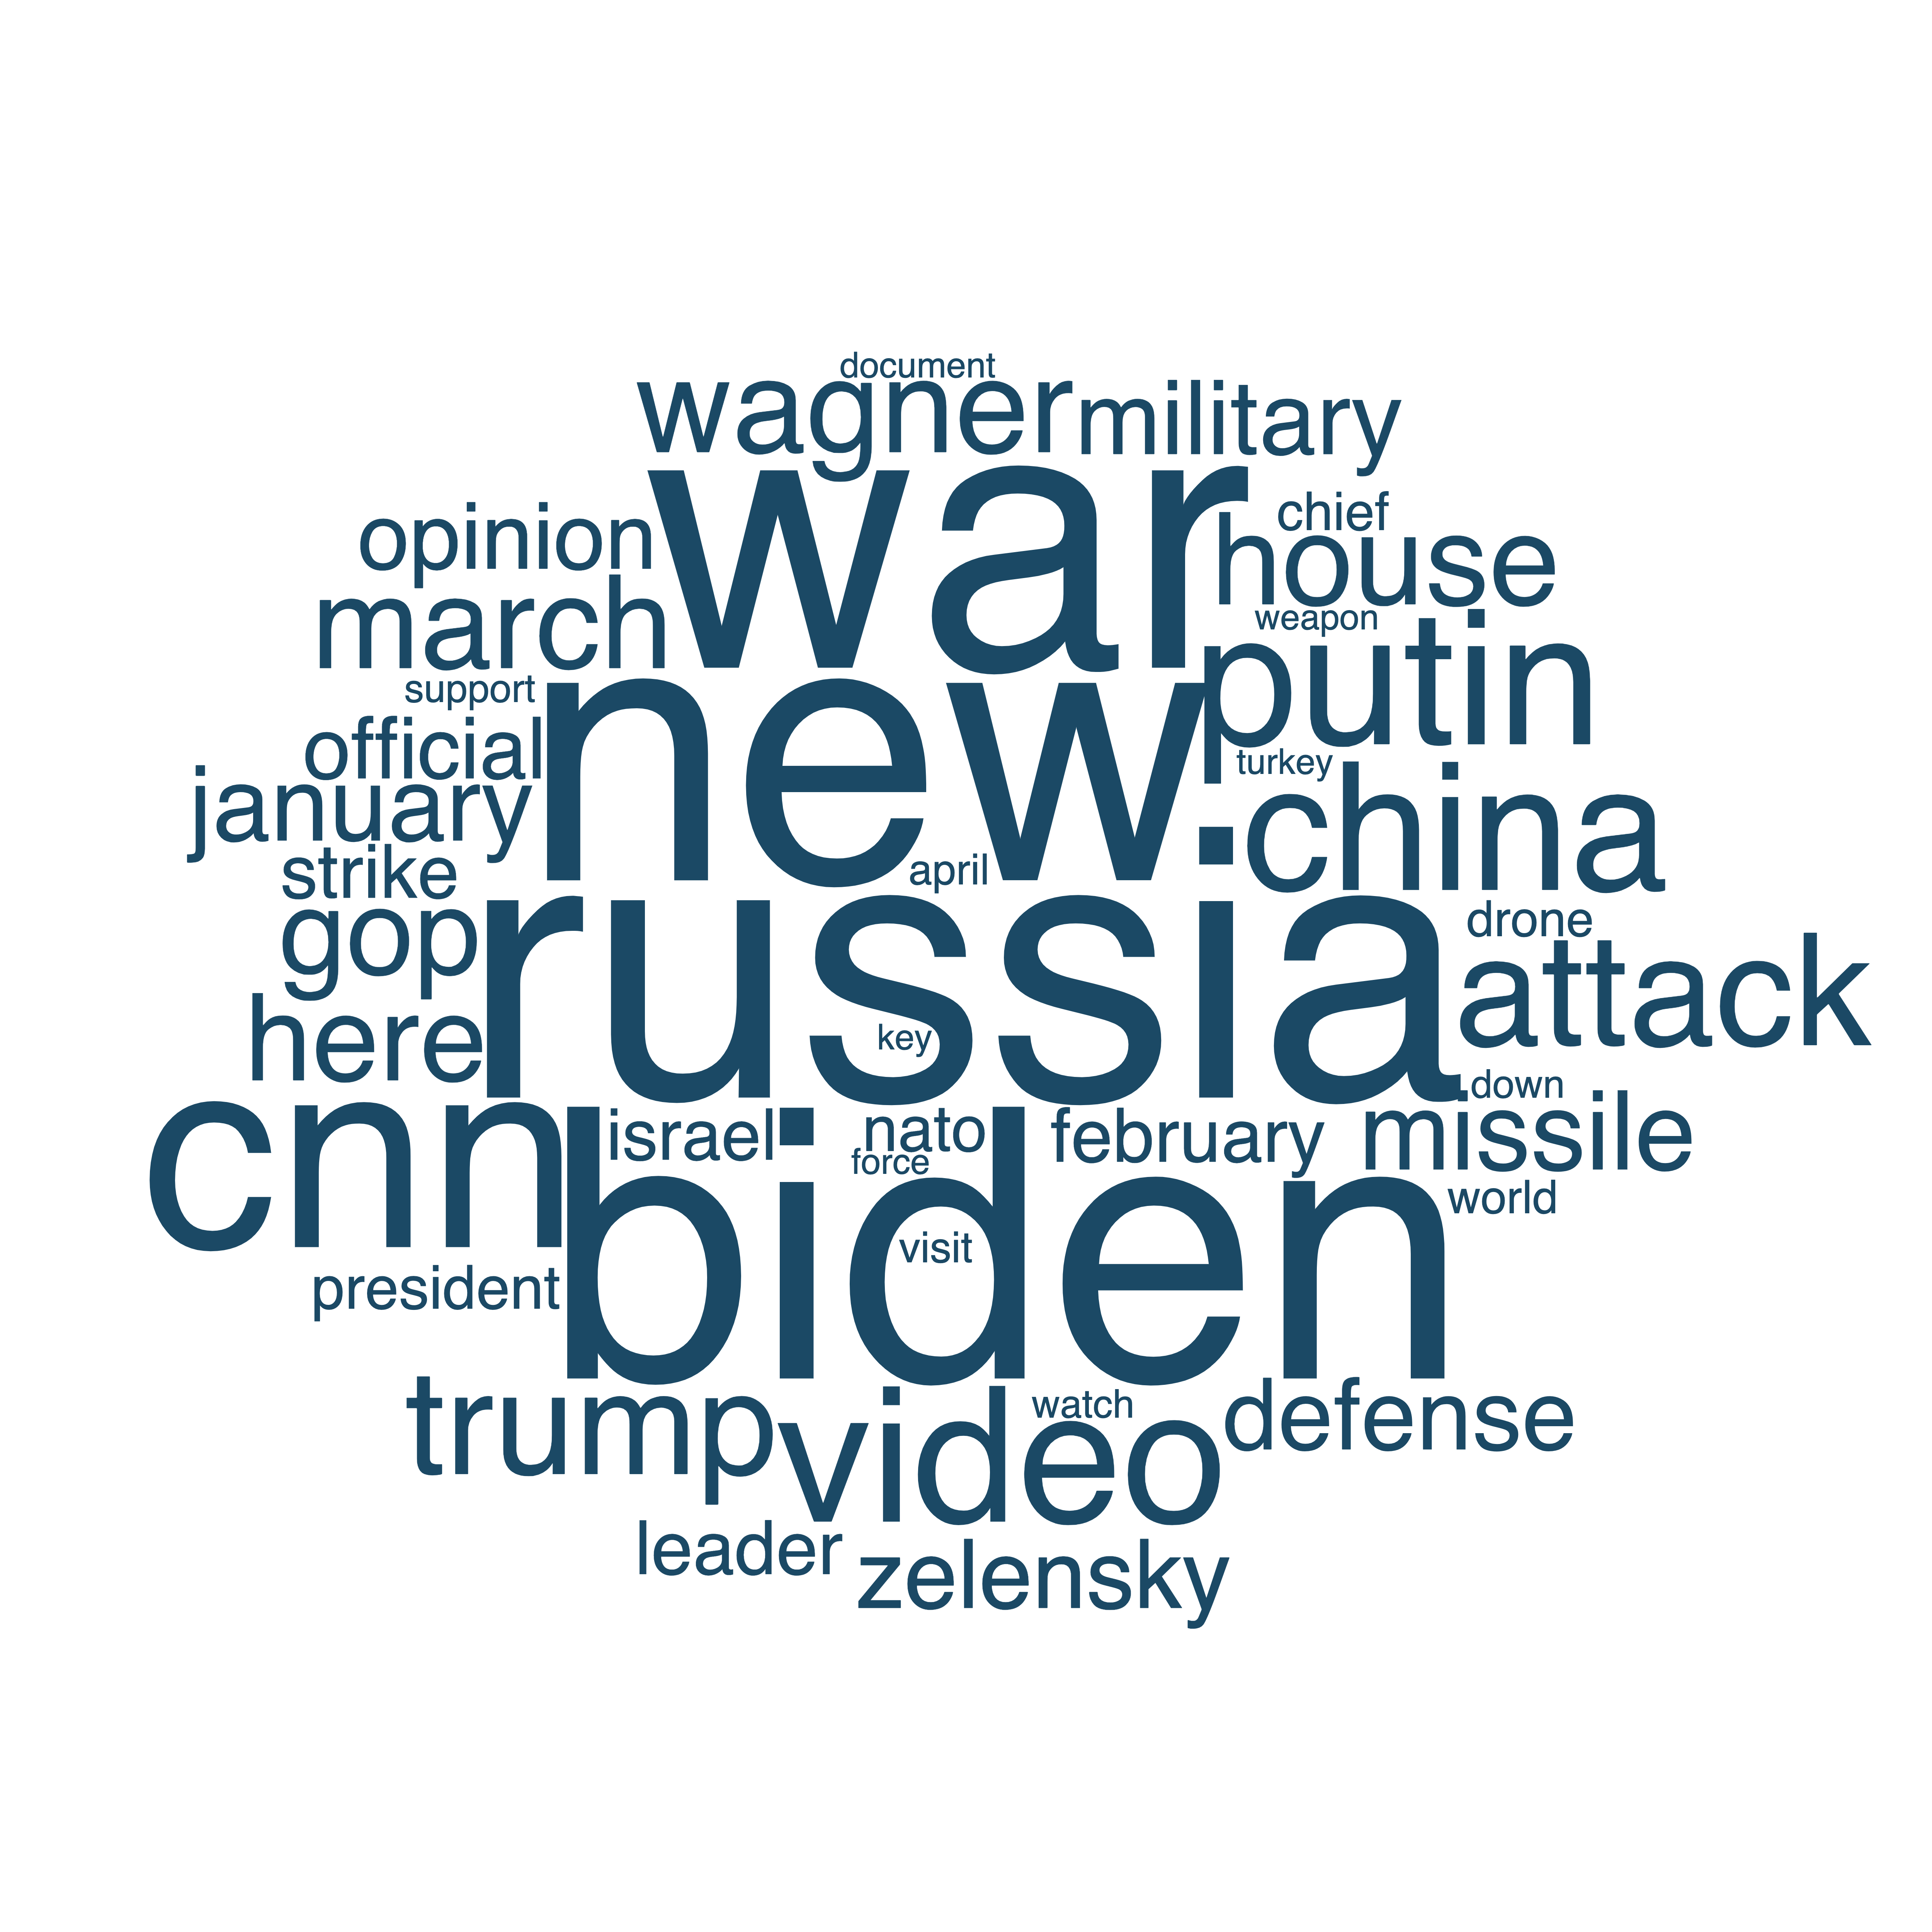 document
wagner military
war
chief
opinion
house
march
weapon
putin
support
new
official
turkey
january
china
strike
april
gop
russia
drone
attack
here
key
down
cnn
israel
nato
february
missile
force
biden
world
visit
president
trump
video
watch
defense
leader
zelensky